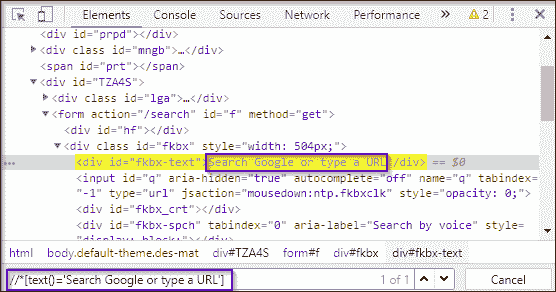 Elements Console Sources Network » 2
<div id="prpd"></div>
▶<div class="mngb">…</div>
<span id="prt"></span>
▼<div id="TZA4S">
▶<div class="lga">…</div>
▼<form action="/search" id="f" method="get">
<div id="hf"></div>
▼<div class="fkbx" style="width: 504px;">
… <div id="fkbx-text">Search Google or type a URL</div> == $0
<input id="q" aria-hidden="true" autocomplete="off" name="q" tabindex=
"-1" type="url" jsaction="mousedown:ntp.fkbxclk" style="opacity: 0;">
<div id="fkbx_crt"></div>
<div id="fkbx-spch" tabindex="0" aria-label="Search by voice" style=
"display: block;"></div>
html body.default-theme.des-mat div#TZA4S form#f div#fkbx div#fkbx-text
//*[text()='Search Google or type a URL'] 1 of 1 Cancel